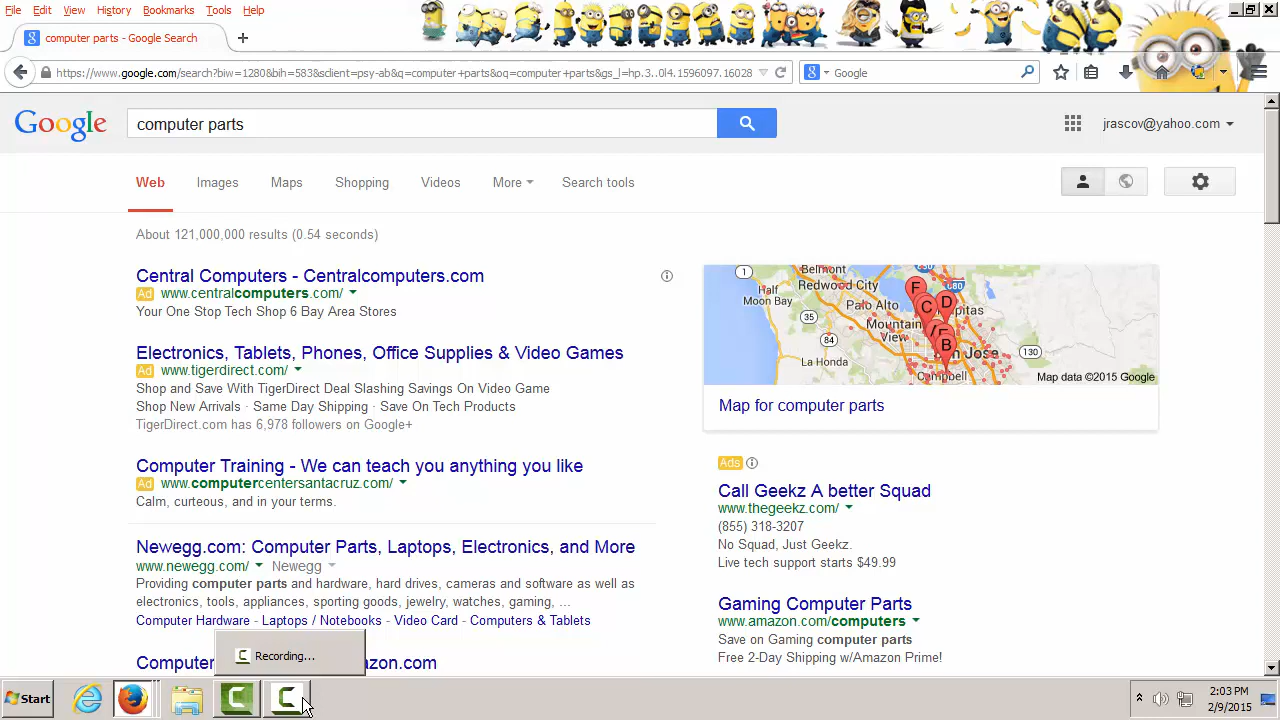 File Edit View History Bookmarks Tools Help
computer parts - Google Search
https://www.google.com/search?biw=1280&bih=583&sclient=psy-ab&q=computer+parts&oq=computer+parts&gs_l=hp.3..0l4.1596097.16028
Google
Google computer parts jrascov@yahoo.com
Web Images Maps Shopping Videos More Search tools
About 121,000,000 results (0.54 seconds)
Central Computers - Centralcomputers.com
Ad www.centralcomputers.com/
Your One Stop Tech Shop 6 Bay Area Stores
Electronics, Tablets, Phones, Office Supplies & Video Games
Ad www.tigerdirect.com/
Shop and Save With TigerDirect Deal Slashing Savings On Video Game
Shop New Arrivals · Same Day Shipping · Save On Tech Products
TigerDirect.com has 6,978 followers on Google+
Computer Training - We can teach you anything you like
Ad www.computercentersantacruz.com/
Calm, curteous, and in your terms.
Newegg.com: Computer Parts, Laptops, Electronics, and More
www.newegg.com/ Newegg
Providing computer parts and hardware, hard drives, cameras and software as well as
electronics, tools, appliances, sporting goods, jewelry, watches, gaming, ...
Computer Hardware - Laptops / Notebooks - Video Card - Computers & Tablets
Belmont
Fremont
1
Half
Moon Bay
Redwood City
680
F
Palo Alto
C
D
35
Mountain
View
84
E
B
San Jose
130
La Honda
Campbell
Map data ©2015 Google
Map for computer parts
Ads
Call Geekz A better Squad
www.thegeekz.com/
(855) 318-3207
No Squad, Just Geekz.
Live tech support starts $49.99
Gaming Computer Parts
www.amazon.com/computers
Save on Gaming computer parts
Free 2-Day Shipping w/Amazon Prime!
Recording...
Start
2:03 PM
2/9/2015